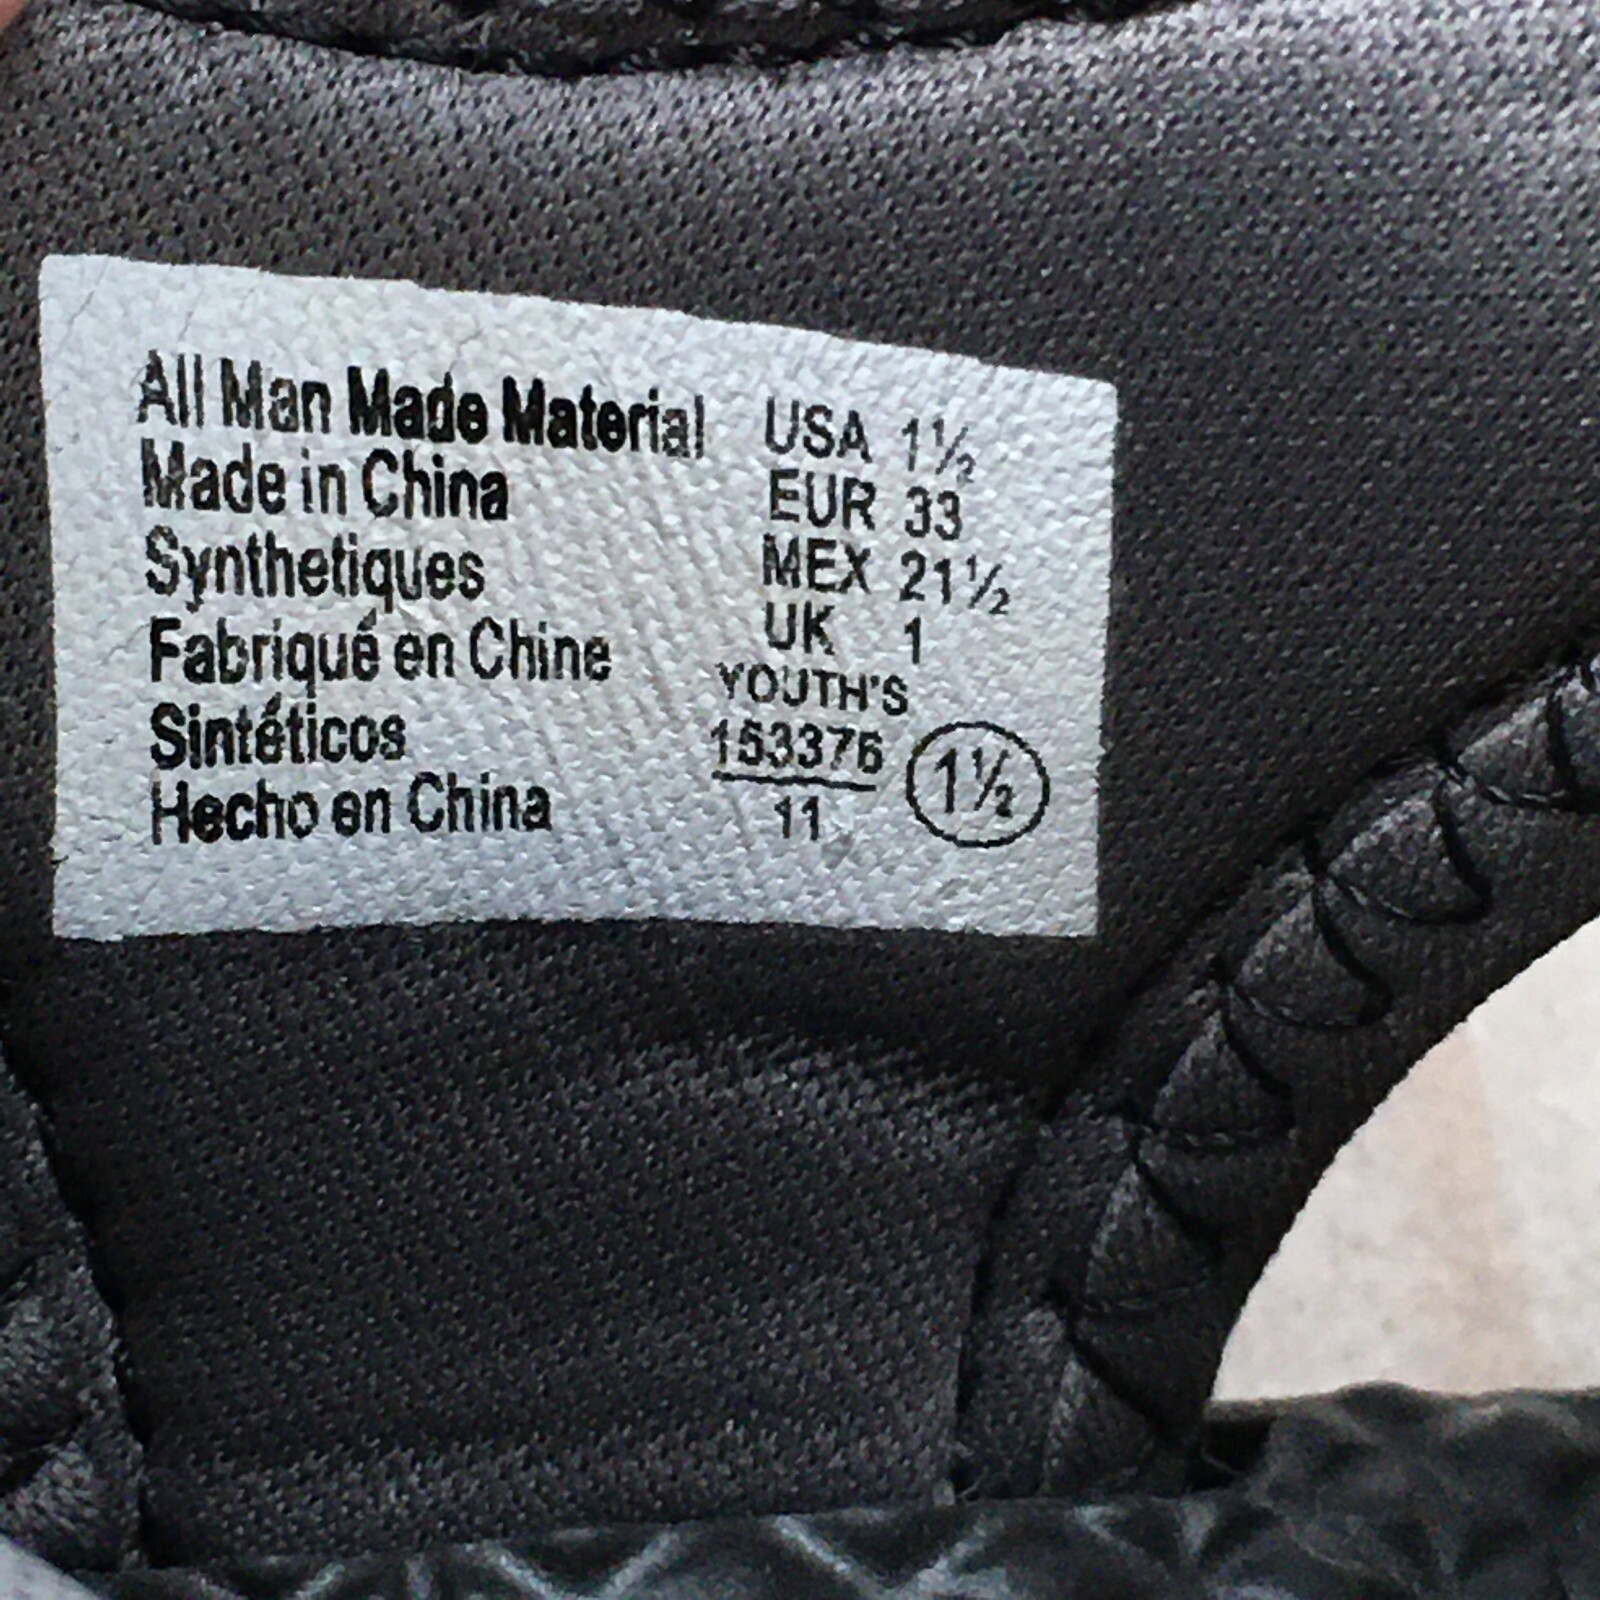 All Man Made Material
Made in China
Synthetiques
Fabriqué en Chine
Sintéticos
Hecho en China
USA 1½
EUR 33
MEX 21½
UK 1
YOUTH'S
153376
11
1½